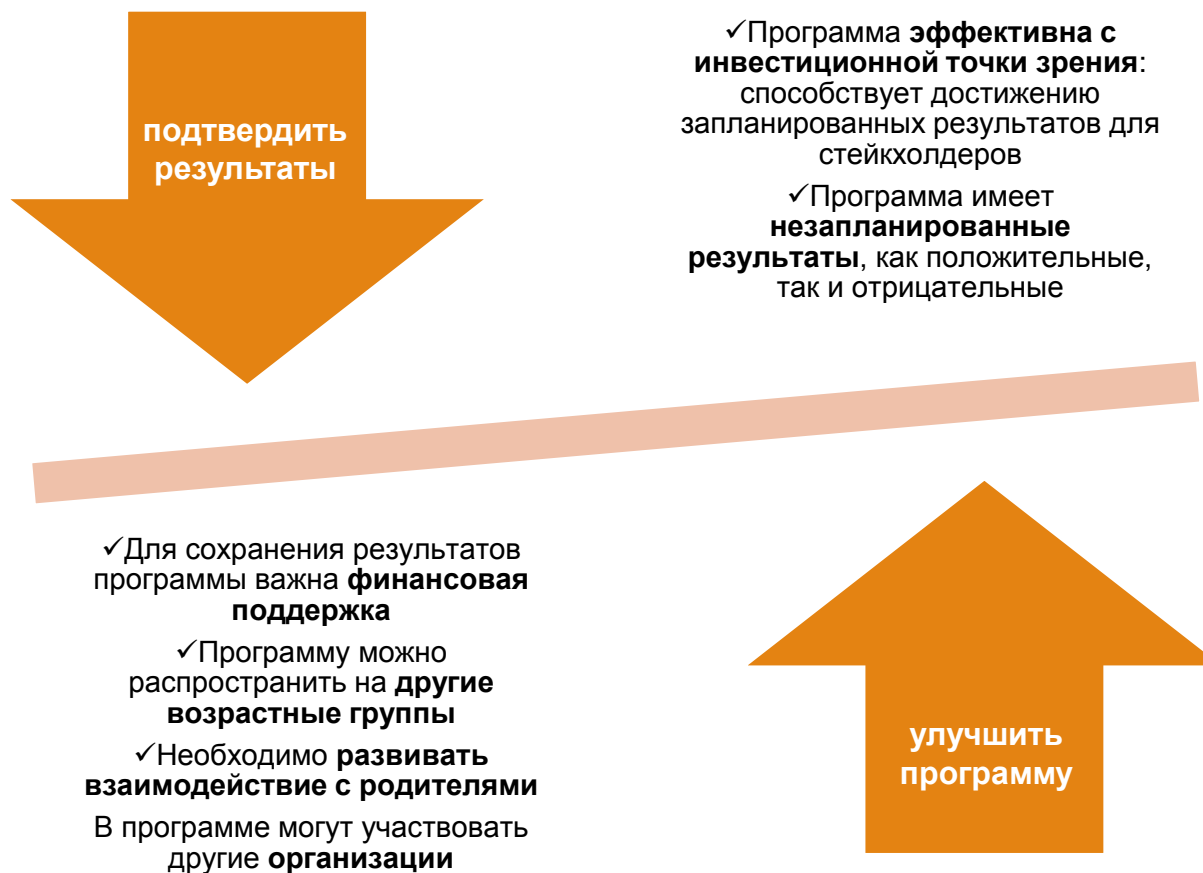 подтвердить
результаты
✓Программа эффективна с
инвестиционной точки зрения:
способствует достижению
запланированных результатов для
стейкхолдеров
✓Программа имеет
незапланированные
результаты, как положительные,
так и отрицательные
✓Для сохранения результатов
программы важна финансовая
поддержка
✓Программу можно
распространить на другие
возрастные группы
✓Необходимо развивать
взаимодействие с родителями
В программе могут участвовать
другие организации
улучшить
программу